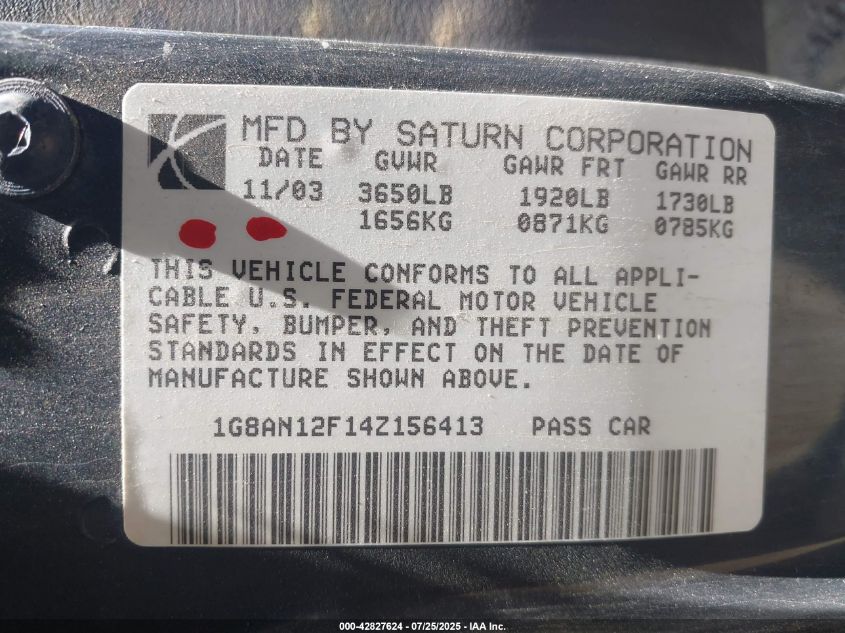 MFD BY SATURN CORPORATION
DATE GVWR GAWR FRT GAWR RR
11/03 3650LB 1920LB 1730LB
1656KG 0871KG 0785KG
THIS VEHICLE CONFORMS TO ALL APPLI-
CABLE U.S. FEDERAL MOTOR VEHICLE
SAFETY, BUMPER, AND THEFT PREVENTION
STANDARDS IN EFFECT ON THE DATE OF
MANUFACTURE SHOWN ABOVE.
1G8AN12F14Z156413 PASS CAR
000-42827624 - 07/25/2025 - IAA Inc.